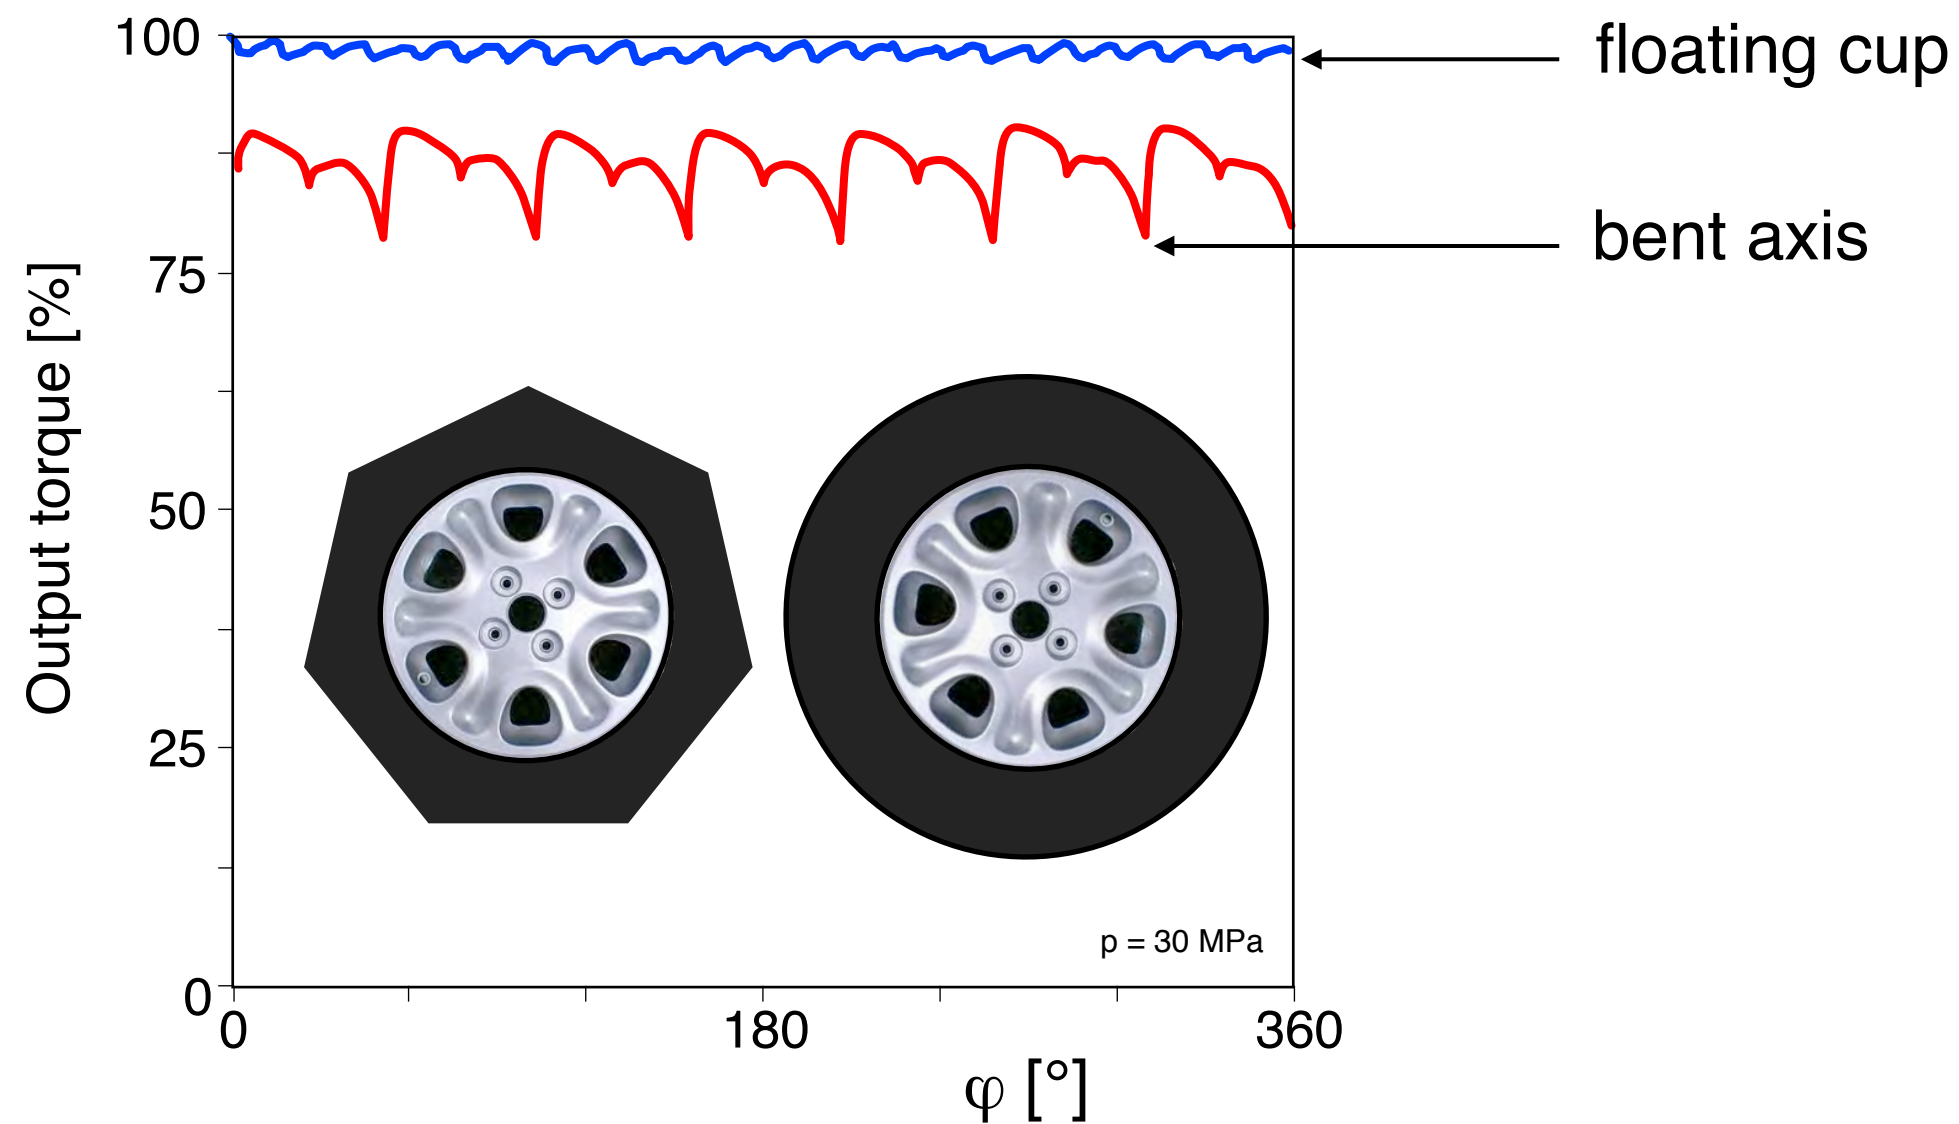 100
75
50
25
0
Output torque [%]
floating cup
bent axis
p = 30 MPa
0
180
360
φ [°]